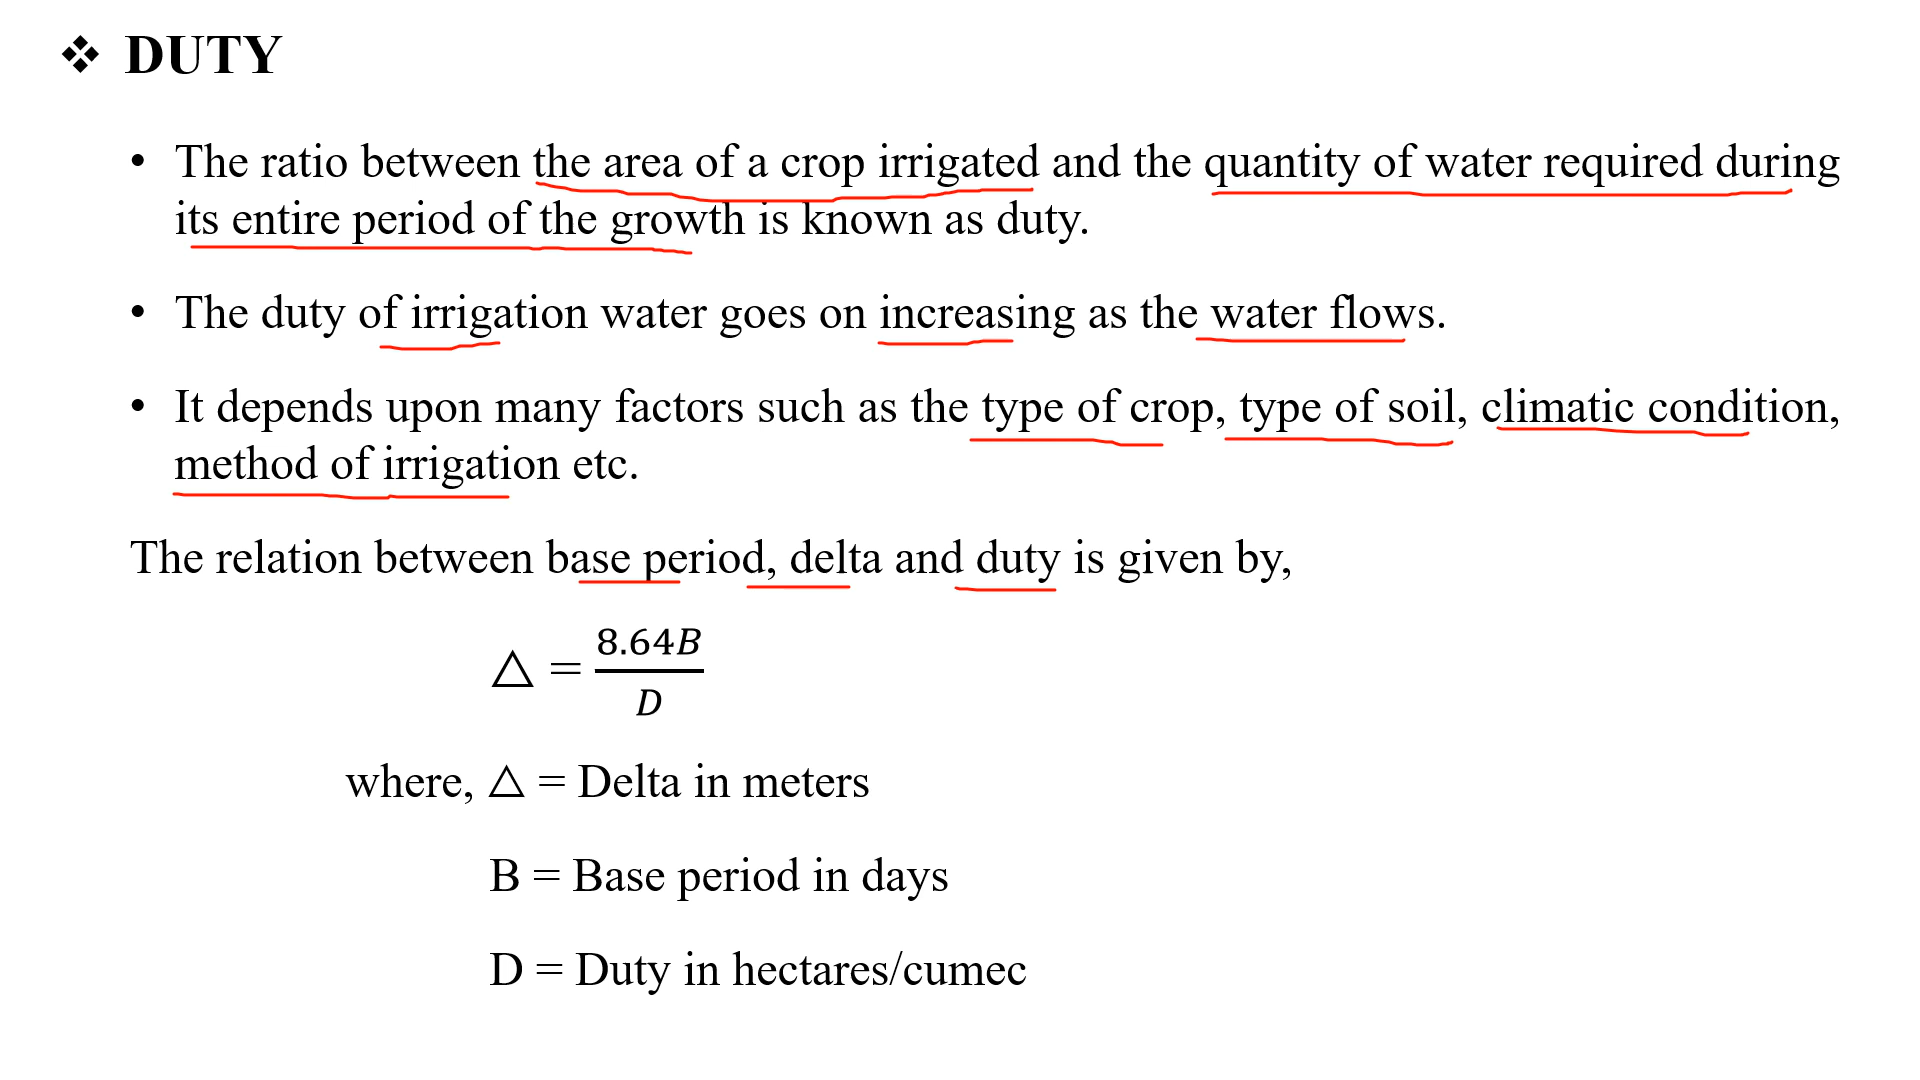 ❖ DUTY
• The ratio between the area of a crop irrigated and the quantity of water required during
its entire period of the growth is known as duty.
• The duty of irrigation water goes on increasing as the water flows.
• It depends upon many factors such as the type of crop, type of soil, climatic condition,
method of irrigation etc.
The relation between base period, delta and duty is given by,
△ = 8.64B / D
where, △ = Delta in meters
B = Base period in days
D = Duty in hectares/cumec